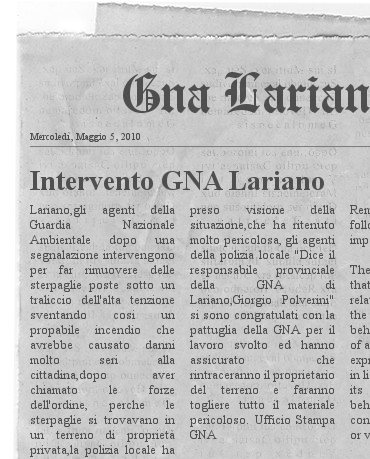 Gna Larian
Mercoledi, Maggio 5, 2010
Intervento GNA Lariano
Lariano,gli agenti della
Guardia Nazionale
Ambientale dopo una
segnalazione intervengono
per far rimuovere delle
sterpaglie poste sotto un
traliccio dell'alta tenzione
sventando cosi un
propabile incendio che
avrebbe causato danni
molto seri alla
cittadina,dopo aver
chiamato le forze
dell'ordine, perchè le
sterpaglie si trovavano in
un terreno di proprietà
privata,la polizia locale ha
preso visione della
situazione,che ha ritenuto
molto pericolosa, gli agenti
della polizia locale "Dice il
responsabile provinciale
della GNA di
Lariano,Giorgio Polverini"
si sono congratulati con la
pattuglia della GNA per il
lavoro svolto ed hanno
assicurato che
rintracceranno il proprietario
del terreno e faranno
togliere tutto il materiale
pericoloso. Ufficio Stampa
GNA
Ren
follo
imp
The
that
rela
the
beh
of a
expr
in li
its
beh
con
or v